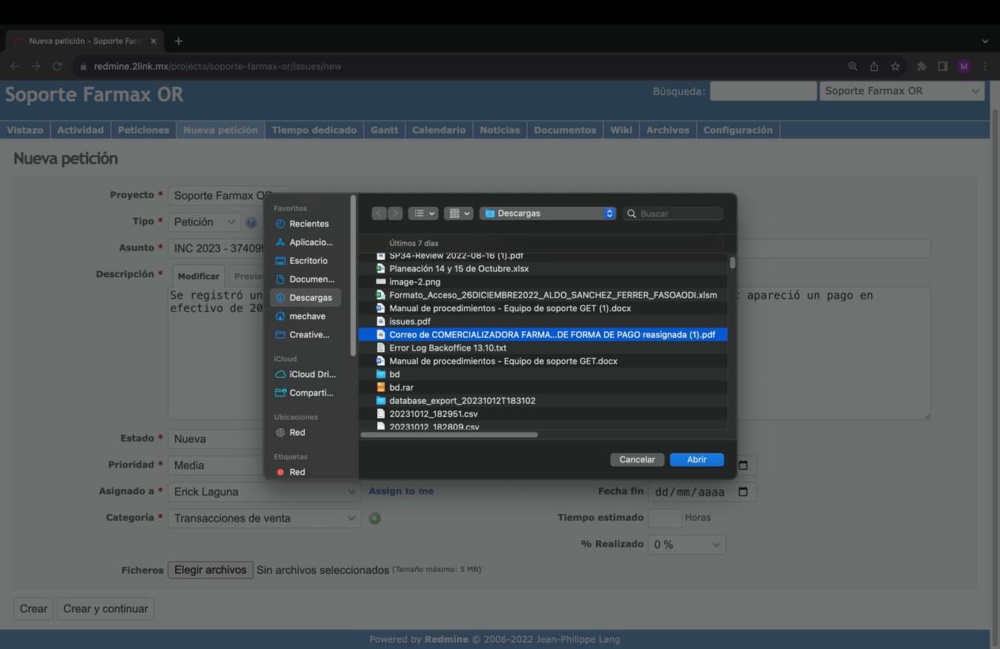 Nueva petición - Soporte Farm
redmine.2link.mx/projects/soporte-farmax-or/issues/new
M
Soporte Farmax OR
Búsqueda:
Soporte Farmax OR
Vistazo Actividad Peticiones Nueva petición Tiempo dedicado Gantt Calendario Noticias Documentos Wiki Archivos Configuración
Nueva petición
Proyecto * Soporte Farmax OR
Tipo * Petición
Asunto * INC 2023 - 374099
Descripción * Modificar Previs
Se registró un
t apareció un pago en
efectivo de 20
Estado * Nueva
Prioridad * Media
Asignado a * Erick Laguna Assign to me
Fecha fin dd/mm/aaaa
Categoría * Transacciones de venta
Tiempo estimado Horas
% Realizado 0 %
Ficheros Elegir archivos Sin archivos seleccionados (Tamaño máximo: 5 MB)
Crear Crear y continuar
Powered by Redmine © 2006-2022 Jean-Philippe Lang
Favoritos
Recientes
Aplicacio...
Escritorio
Documen...
Descargas
mechave
Creative...
iCloud
iCloud Dri...
Comparti...
Ubicaciones
Red
Etiquetas
Red
Descargas
Buscar
Últimos 7 días
SP34-Review 2022-08-16 (1).pdf
Planeación 14 y 15 de Octubre.xlsx
image-2.png
Formato_Acceso_26DICIEMBRE2022_ALDO_SANCHEZ_FERRER_FASOAODI.xlsm
Manual de procedimientos - Equipo de soporte GET (1).docx
issues.pdf
Correo de COMERCIALIZADORA FARMA...DE FORMA DE PAGO reasignada (1).pdf
Error Log Backoffice 13.10.txt
Manual de procedimientos - Equipo de soporte GET.docx
bd
bd.rar
database_export_20231012T183102
20231012_182951.csv
20231012_182809.csv
Cancelar Abrir